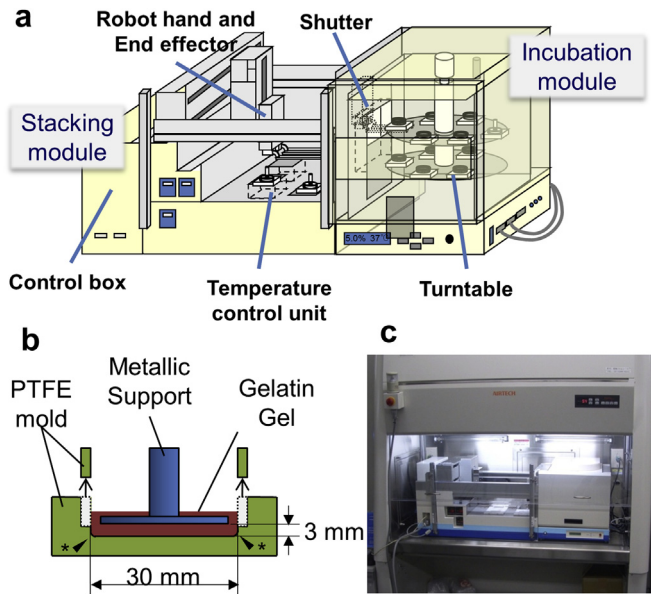 a
Robot hand and
End effector
Shutter
Incubation
module
Stacking
module
5.0% 37℃
Control box
Temperature
control unit
Turntable
b
Metallic
Support
PTFE
mold
Gelatin
Gel
3 mm
*
*
30 mm
c